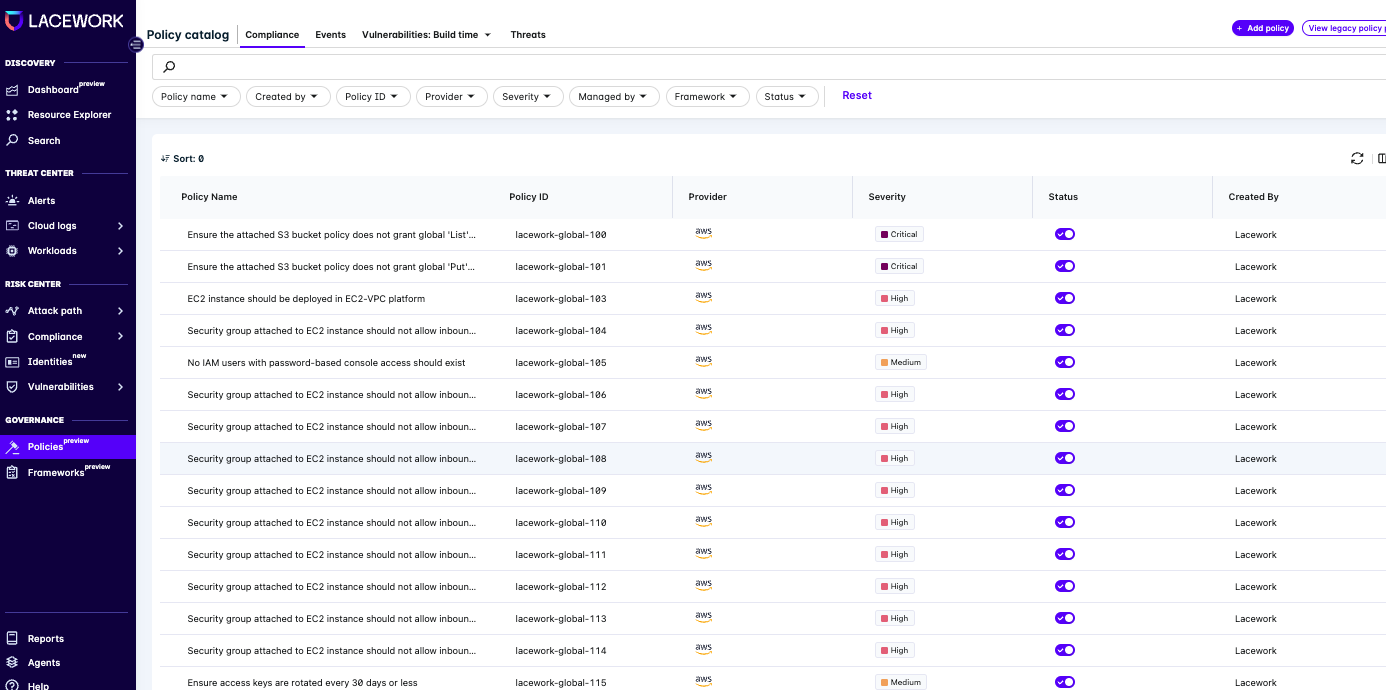 LACEWORK
DISCOVERY
Dashboard preview
Resource Explorer
Search
THREAT CENTER
Alerts
Cloud logs
Workloads
RISK CENTER
Attack path
Compliance
Identities new
Vulnerabilities
GOVERNANCE
Policies preview
Frameworks preview
Reports
Agents
Help
Policy catalog Compliance Events Vulnerabilities: Build time Threats
+ Add policy View legacy policy
Policy name Created by Policy ID Provider Severity Managed by Framework Status Reset
Sort: 0
Policy Name Policy ID Provider Severity Status Created By
Ensure the attached S3 bucket policy does not grant global 'List'... lacework-global-100 aws Critical Lacework
Ensure the attached S3 bucket policy does not grant global 'Put'... lacework-global-101 aws Critical Lacework
EC2 instance should be deployed in EC2-VPC platform lacework-global-103 aws High Lacework
Security group attached to EC2 instance should not allow inboun... lacework-global-104 aws High Lacework
No IAM users with password-based console access should exist lacework-global-105 aws Medium Lacework
Security group attached to EC2 instance should not allow inboun... lacework-global-106 aws High Lacework
Security group attached to EC2 instance should not allow inboun... lacework-global-107 aws High Lacework
Security group attached to EC2 instance should not allow inboun... lacework-global-108 aws High Lacework
Security group attached to EC2 instance should not allow inboun... lacework-global-109 aws High Lacework
Security group attached to EC2 instance should not allow inboun... lacework-global-110 aws High Lacework
Security group attached to EC2 instance should not allow inboun... lacework-global-111 aws High Lacework
Security group attached to EC2 instance should not allow inboun... lacework-global-112 aws High Lacework
Security group attached to EC2 instance should not allow inboun... lacework-global-113 aws High Lacework
Security group attached to EC2 instance should not allow inboun... lacework-global-114 aws High Lacework
Ensure access keys are rotated every 30 days or less lacework-global-115 aws Medium Lacework